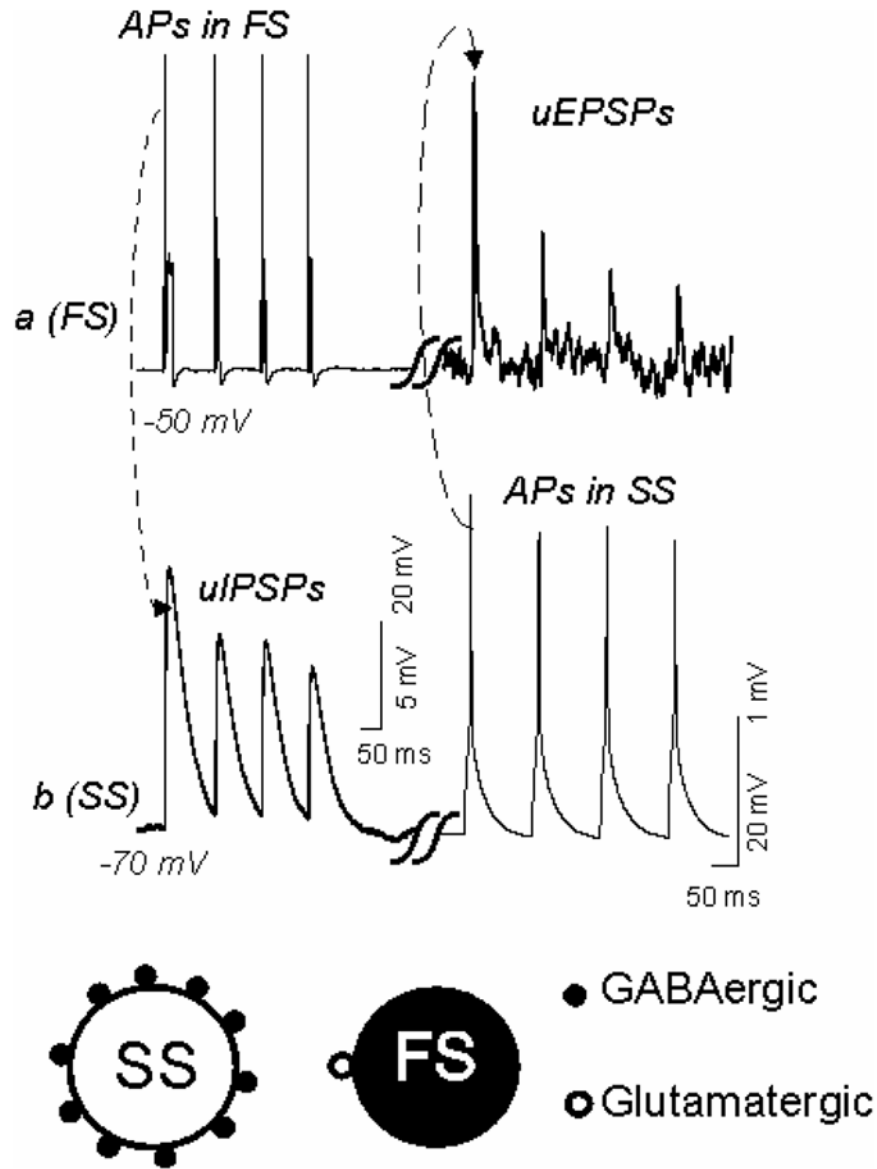 APs in FS
uEPSPs
a (FS)
-50 mV
APs in SS
uIPSPs
20 mV
5 mV
50 ms
b (SS)
-70 mV
1 mV
20 mV
50 ms
SS
FS
GABAergic
Glutamatergic